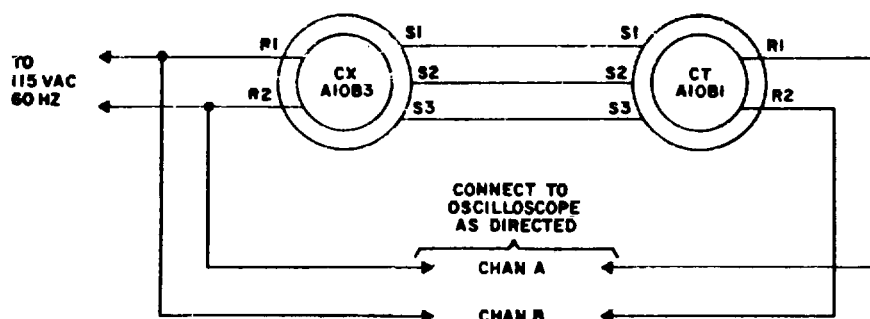 TO
115 VAC
60 HZ
R1
R2
CX
A10B3
S1
S2
S3
S1
S2
S3
CT
A10B1
R1
R2
CONNECT TO
OSCILLOSCOPE
AS DIRECTED
CHAN A
CHAN B